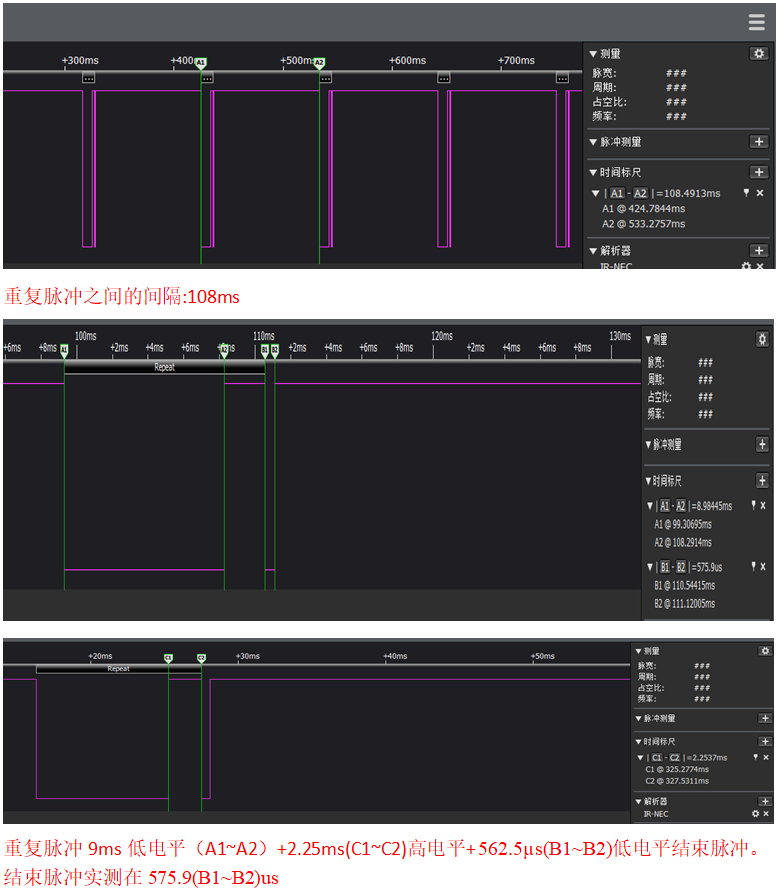 +300ms +400 A1 +500ms A2 +600ms +700ms
... ... ... ... ...
▼测量
脉宽: ###
周期: ###
占空比: ###
频率: ###
▼脉冲测量 +
▼时间标尺 +
▼ | A1 - A2 | =108.4913ms
A1 @ 424.7844ms
A2 @ 533.2757ms
▼解析器 +
IR-NEC
重复脉冲之间的间隔:108ms
100ms 110ms 120ms 130ms
+6ms +8ms A1 +2ms +4ms +6ms A2 B1 B2 +2ms +4ms +6ms +8ms +2ms +4ms +6ms +8ms
Repeat
▼测量
脉宽: ###
周期: ###
占空比: ###
频率: ###
▼脉冲测量 +
▼时间标尺 +
▼ | A1 - A2 | =8.98445ms
A1 @ 99.30695ms
A2 @ 108.2914ms
▼ | B1 - B2 | =575.9us
B1 @ 110.54415ms
B2 @ 111.12005ms
+20ms C1 C2 +30ms +40ms +50ms
Repeat
▼测量
脉宽: ###
周期: ###
占空比: ###
频率: ###
▼脉冲测量 +
▼时间标尺 +
▼ | C1 - C2 | =2.2537ms
C1 @ 325.2774ms
C2 @ 327.5311ms
▼解析器 +
IR-NEC
重复脉冲 9ms 低电平（A1~A2）+2.25ms(C1~C2)高电平+562.5μs(B1~B2)低电平结束脉冲。
结束脉冲实测在 575.9(B1~B2)us